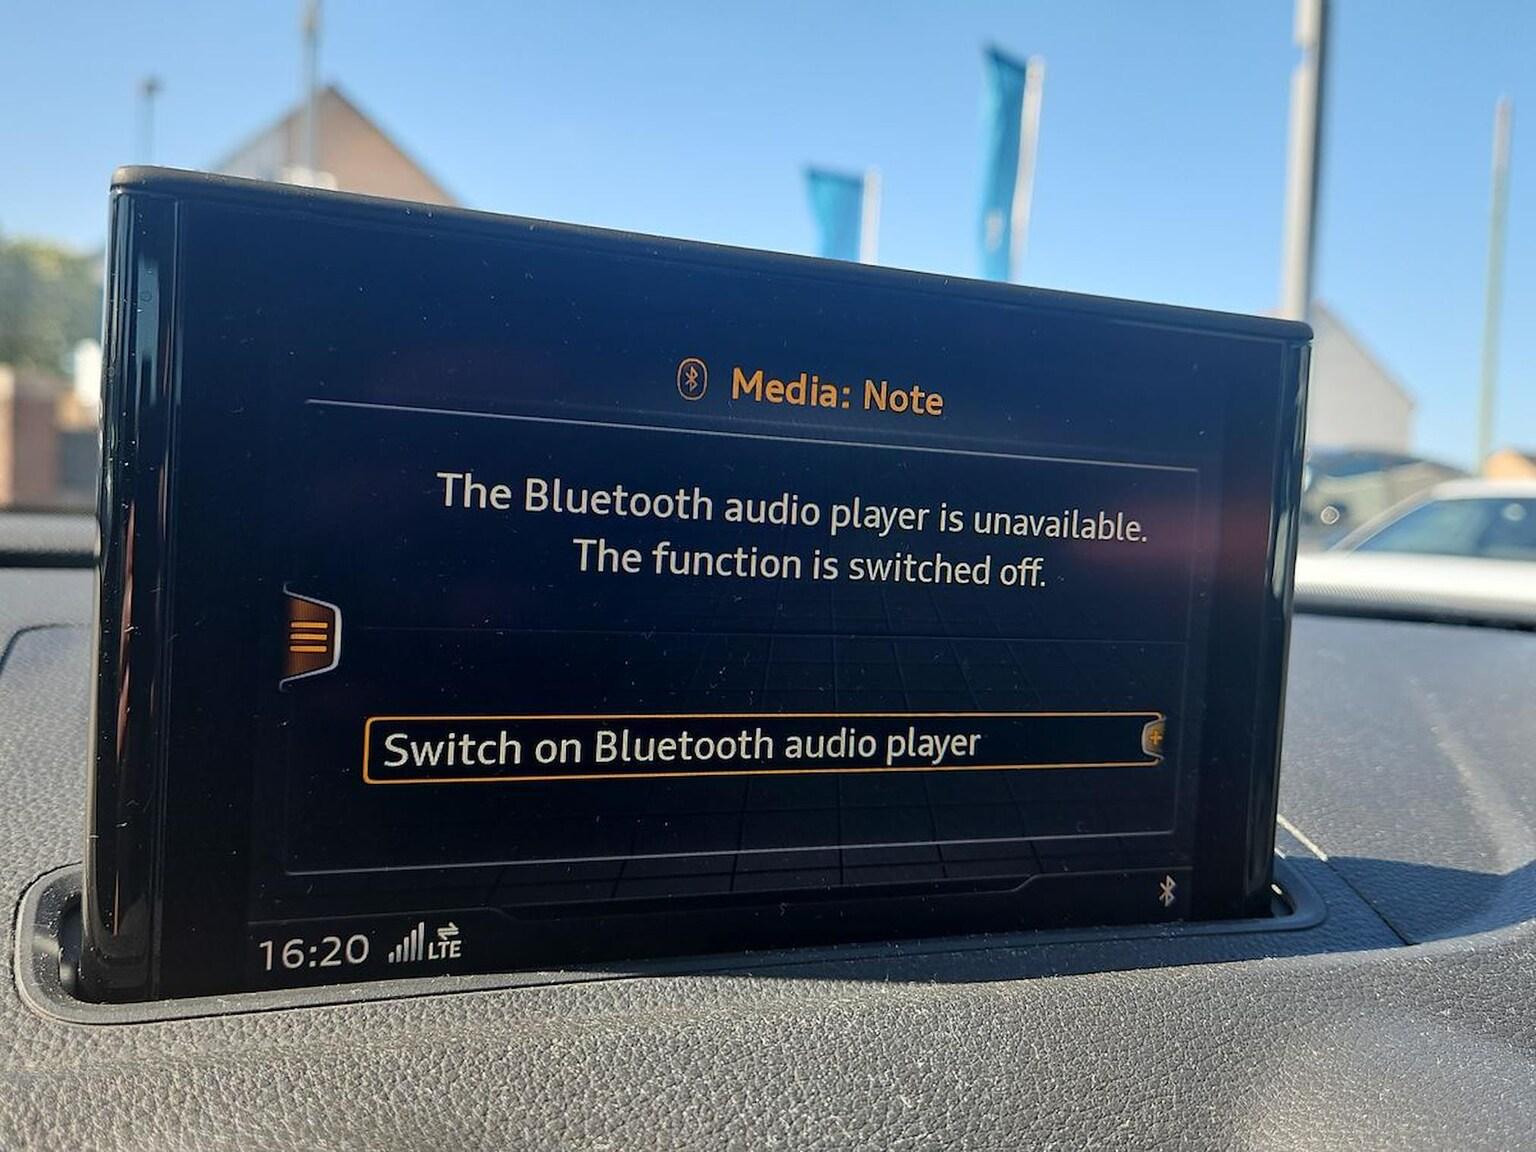 Media: Note
The Bluetooth audio player is unavailable.
The function is switched off.
Switch on Bluetooth audio player
16:20 LTE